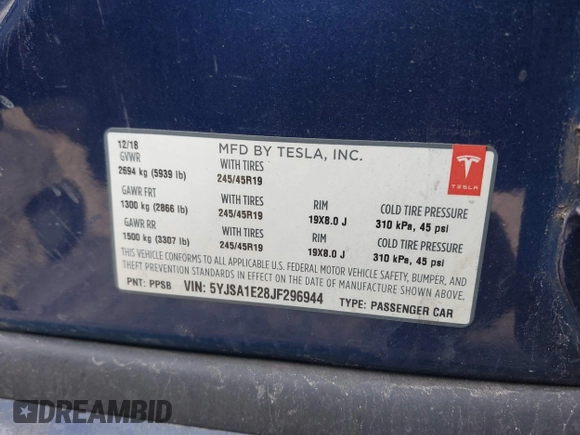 12/18 MFD BY TESLA, INC.
GVWR WITH TIRES
2694 kg (5939 lb) 245/45R19
TESLA
GAWR FRT WITH TIRES RIM COLD TIRE PRESSURE
1300 kg (2866 lb) 245/45R19 19X8.0 J 310 kPa, 45 psi
GAWR RR WITH TIRES RIM COLD TIRE PRESSURE
1500 kg (3307 lb) 245/45R19 19X8.0 J 310 kPa, 45 psi
THIS VEHICLE CONFORMS TO ALL APPLICABLE U.S. FEDERAL MOTOR VEHICLE SAFETY, BUMPER, AND
THEFT PREVENTION STANDARDS IN EFFECT ON THE DATE OF MANUFACTURE SHOWN ABOVE.
PNT: PPSB VIN: 5YJSA1E28JF296944 TYPE: PASSENGER CAR
DREAMBID